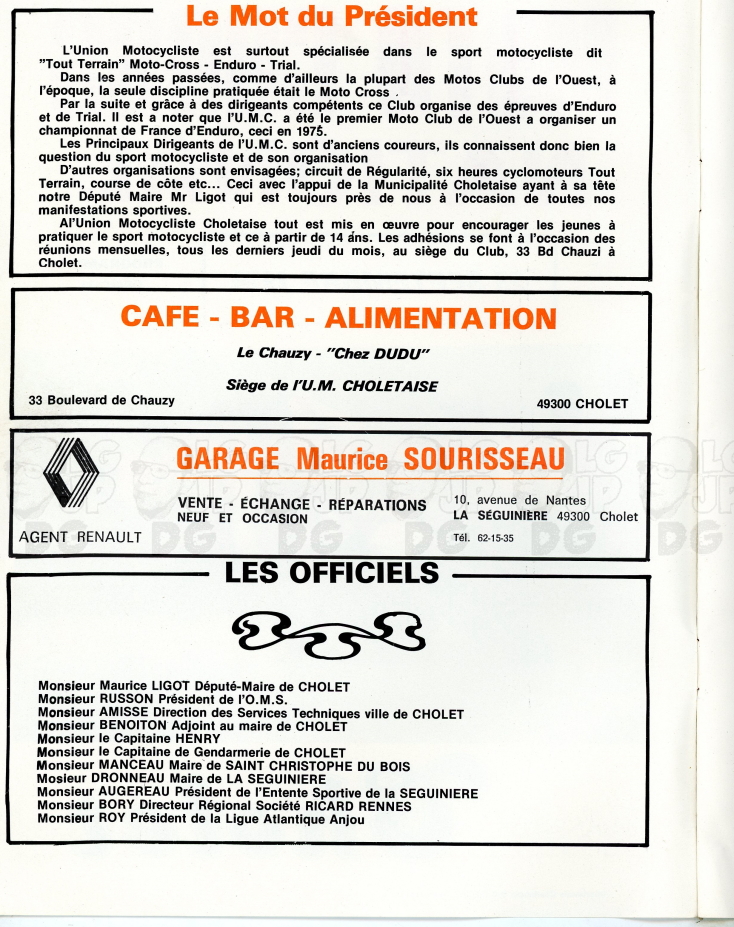 Le Mot du Président
L'Union Motocycliste est surtout spécialisée dans le sport motocycliste dit
"Tout Terrain" Moto-Cross - Enduro - Trial.
Dans les années passées, comme d'ailleurs la plupart des Motos Clubs de l'Ouest, à
l'époque, la seule discipline pratiquée était le Moto Cross .
Par la suite et grâce à des dirigeants compétents ce Club organise des épreuves d'Enduro
et de Trial. Il est a noter que l'U.M.C. a été le premier Moto Club de l'Ouest a organiser un
championnat de France d'Enduro, ceci en 1975.
Les Principaux Dirigeants de l'U.M.C. sont d'anciens coureurs, ils connaissent donc bien la
question du sport motocycliste et de son organisation
D'autres organisations sont envisagées; circuit de Régularité, six heures cyclomoteurs Tout
Terrain, course de côte etc... Ceci avec l'appui de la Municipalité Choletaise ayant à sa tête
notre Député Maire Mr Ligot qui est toujours près de nous à l'occasion de toutes nos
manifestations sportives.
Al'Union Motocycliste Choletaise tout est mis en œuvre pour encourager les jeunes à
pratiquer le sport motocycliste et ce à partir de 14 ans. Les adhésions se font à l'occasion des
réunions mensuelles, tous les derniers jeudi du mois, au siège du Club, 33 Bd Chauzi à
Cholet.
CAFE - BAR - ALIMENTATION
Le Chauzy - "Chez DUDU"
Siège de l'U.M. CHOLETAISE
33 Boulevard de Chauzy
49300 CHOLET
GARAGE Maurice SOURISSEAU
VENTE - ÉCHANGE - RÉPARATIONS
NEUF ET OCCASION
10, avenue de Nantes
LA SÉGUINIÈRE 49300 Cholet
Tél. 62-15-35
AGENT RENAULT
LES OFFICIELS
Monsieur Maurice LIGOT Député-Maire de CHOLET
Monsieur RUSSON Président de l'O.M.S.
Monsieur AMISSE Direction des Services Techniques ville de CHOLET
Monsieur BENOITON Adjoint au maire de CHOLET
Monsieur le Capitaine HENRY
Monsieur le Capitaine de Gendarmerie de CHOLET
Monsieur MANCEAU Maire de SAINT CHRISTOPHE DU BOIS
Mosieur DRONNEAU Maire de LA SEGUINIERE
Monsieur AUGEREAU Président de l'Entente Sportive de la SEGUINIERE
Monsieur BORY Directeur Régional Société RICARD RENNES
Monsieur ROY Président de la Ligue Atlantique Anjou